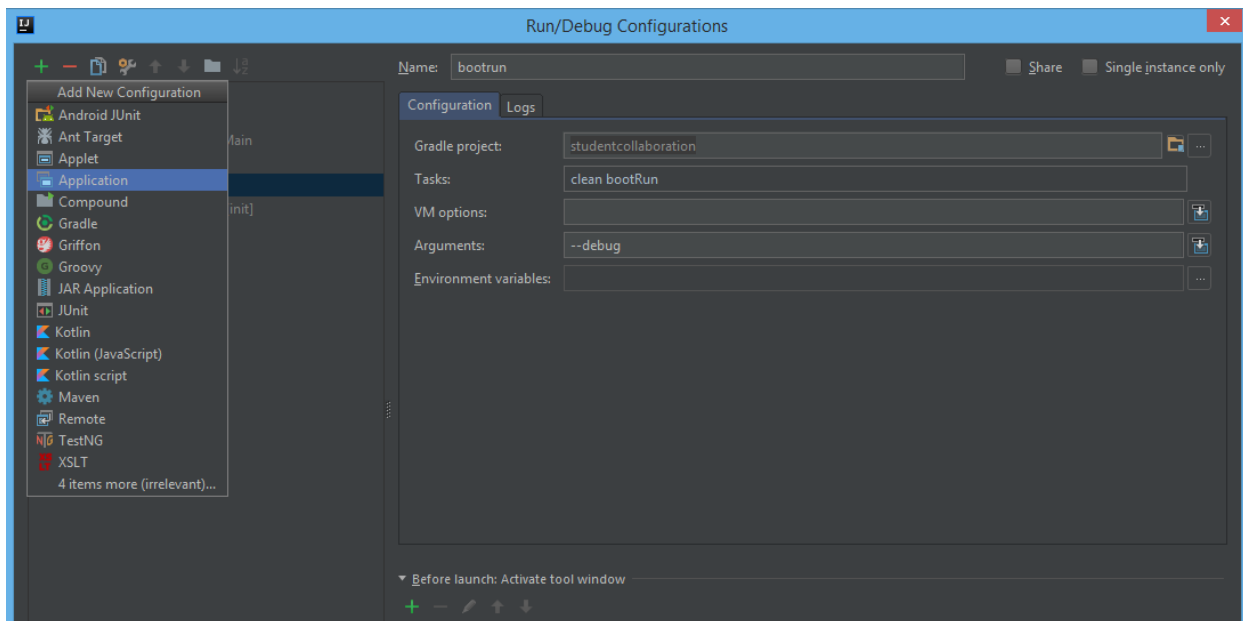 Run/Debug Configurations
Name: bootrun
Share
Single instance only
Add New Configuration
Android JUnit
Ant Target
Applet
Application
Compound
Gradle
Griffon
Groovy
JAR Application
JUnit
Kotlin
Kotlin (JavaScript)
Kotlin script
Maven
Remote
TestNG
XSLT
4 items more (irrelevant)...
Main
init]
Configuration
Logs
Gradle project: studentcollaboration
Tasks: clean bootRun
VM options:
Arguments: --debug
Environment variables:
Before launch: Activate tool window